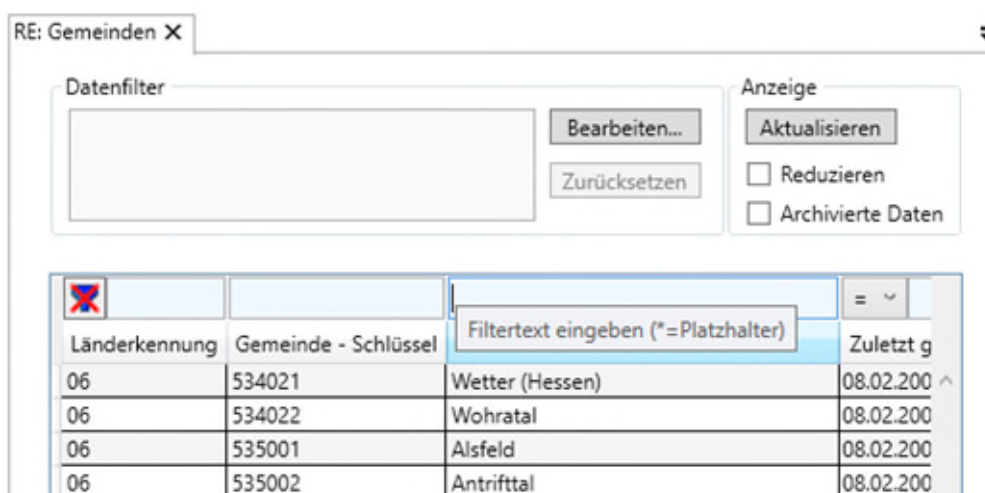 RE: Gemeinden X
Datenfilter
Bearbeiten...
Zurücksetzen
Anzeige
Aktualisieren
Reduzieren
Archivierte Daten
=
Filtertext eingeben (*=Platzhalter)
Länderkennung Gemeinde - Schlüssel Zuletzt g
06 534021 Wetter (Hessen) 08.02.200
06 534022 Wohratal 08.02.200
06 535001 Alsfeld 08.02.200
06 535002 Antrifttal 08.02.200